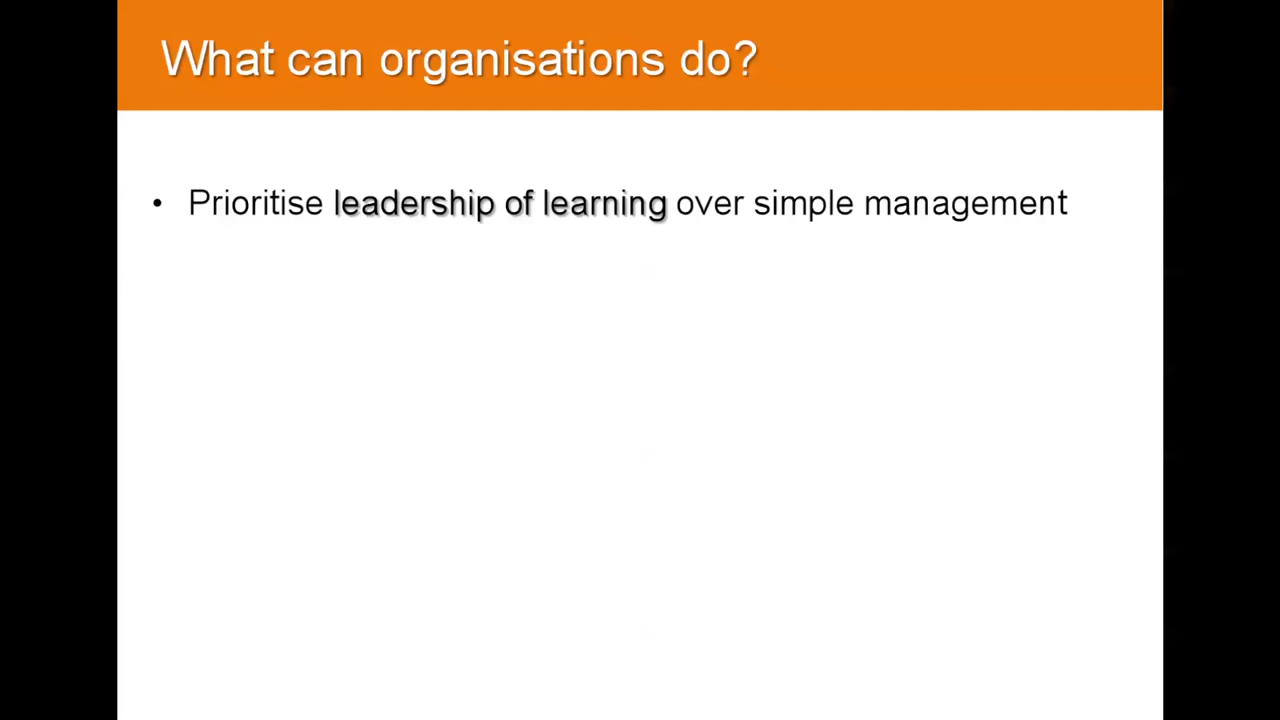 What can organisations do?
• Prioritise leadership of learning over simple management